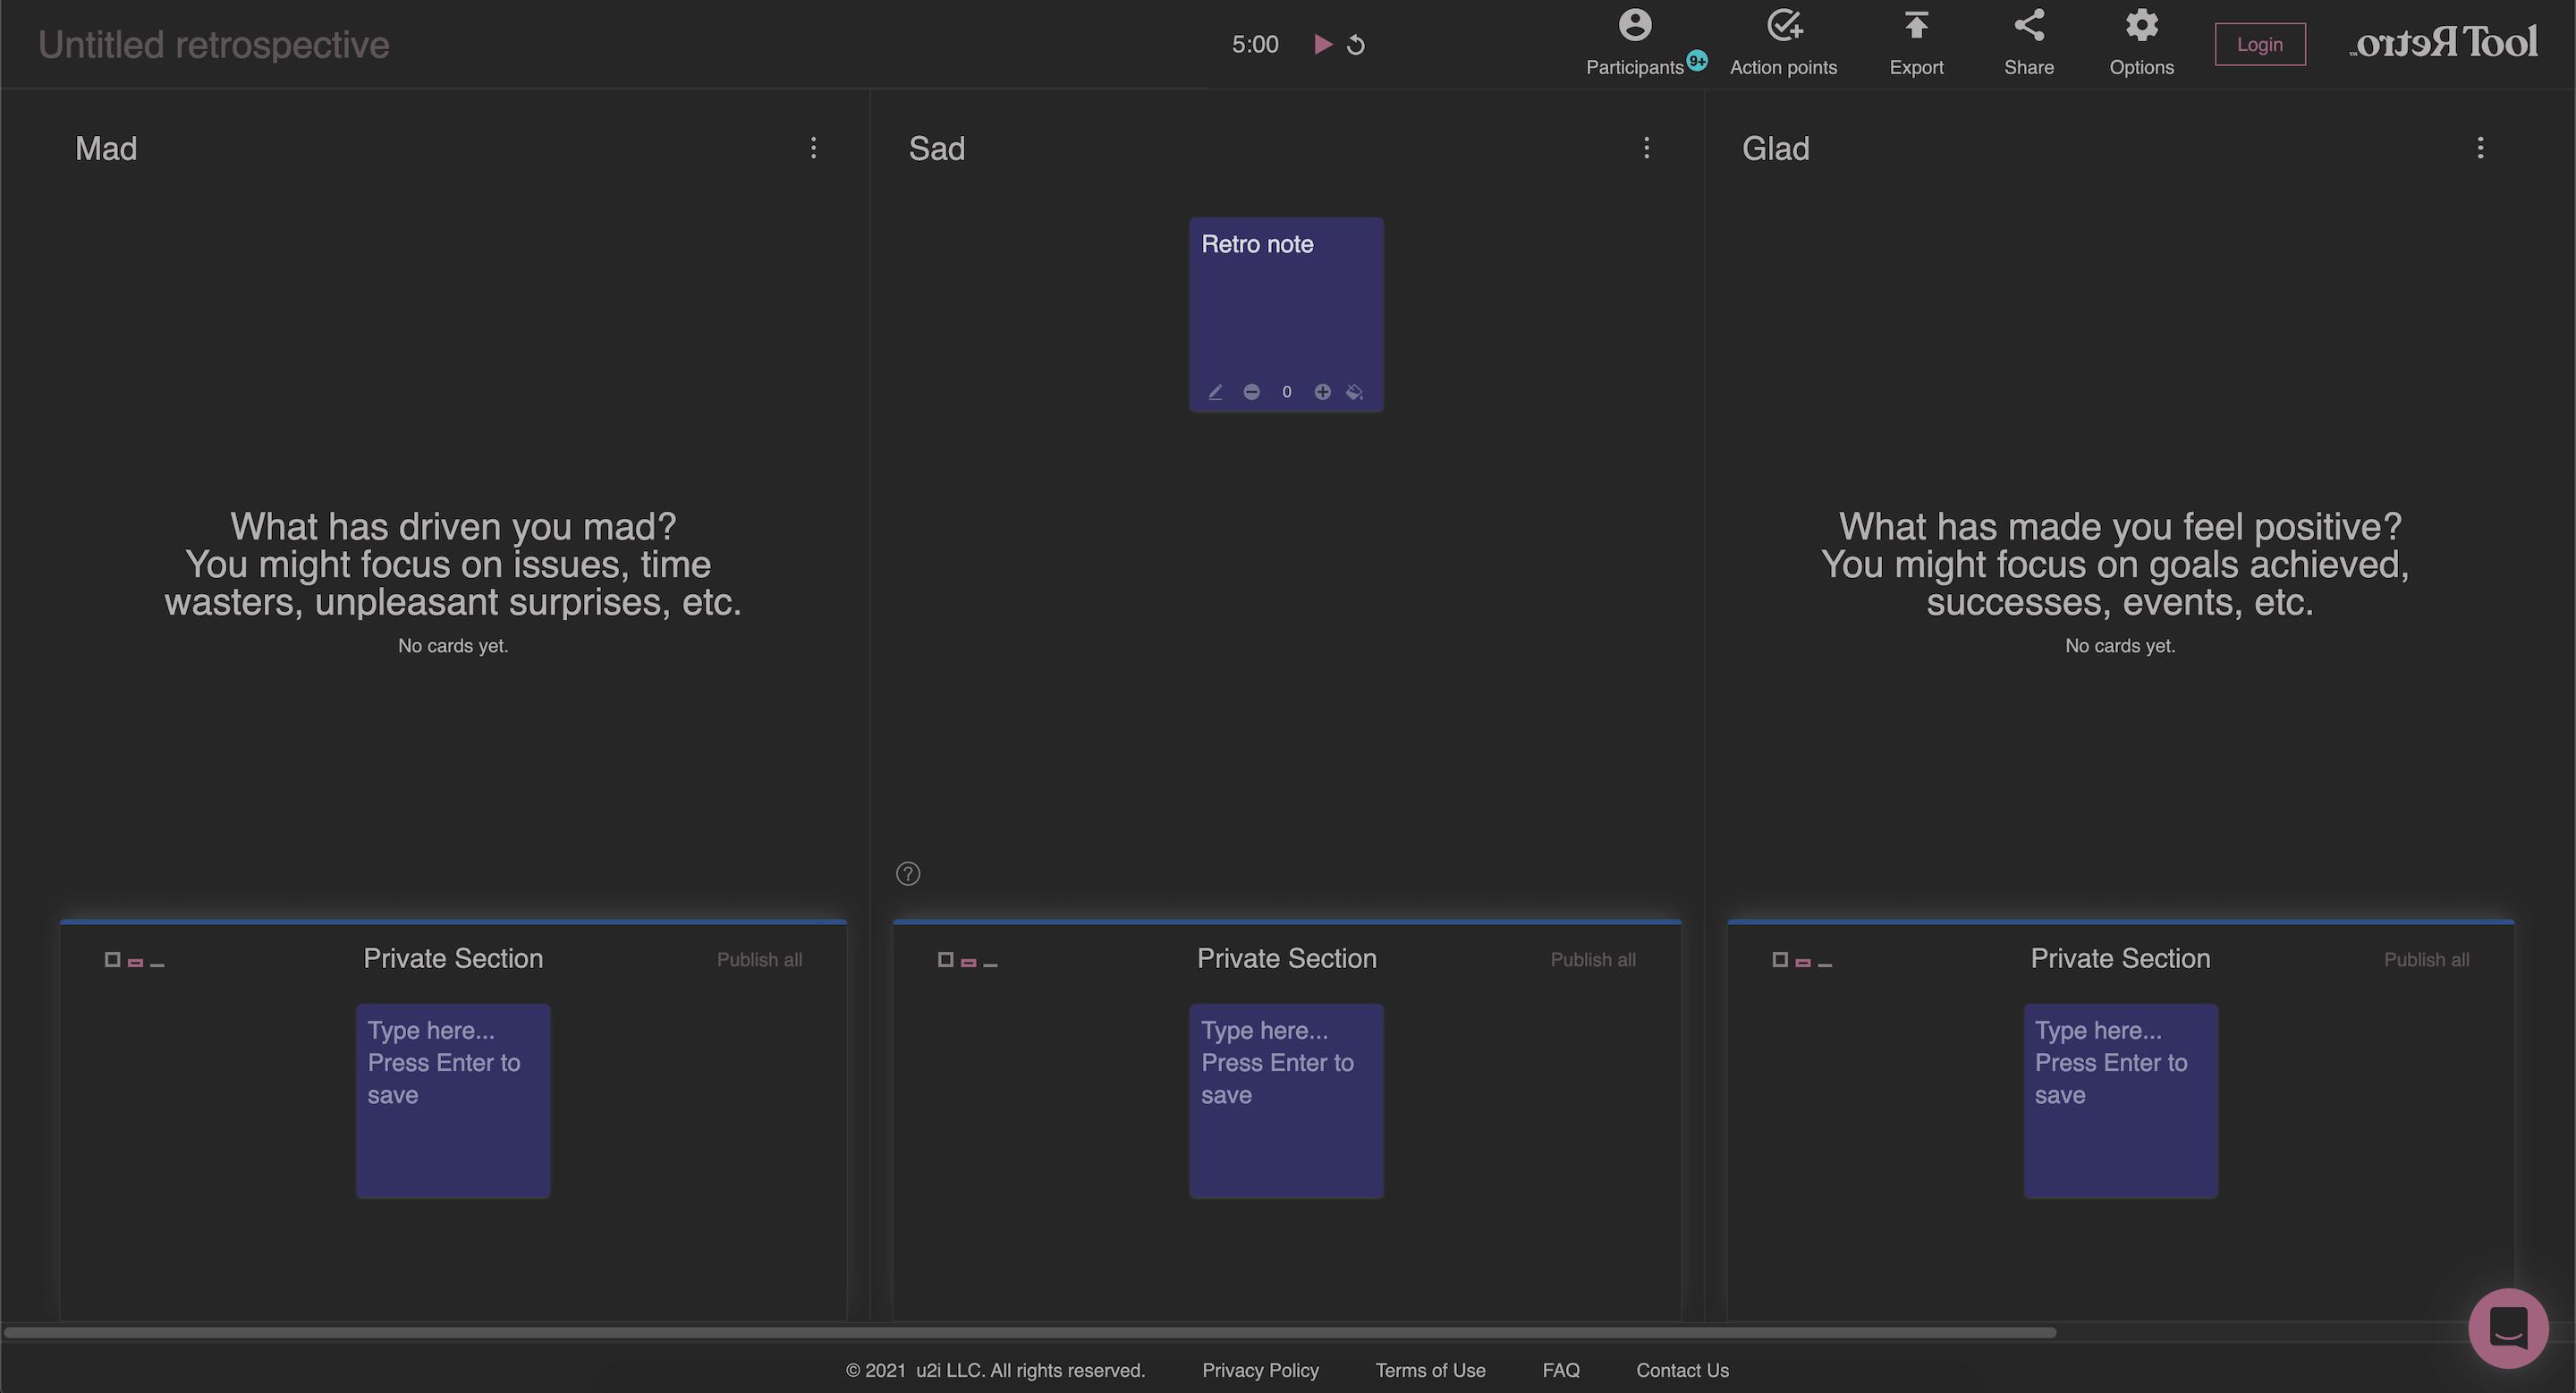 Untitled retrospective
5:00
Participants 9+
Action points
Export
Share
Options
Login
Retro Tool
Mad
Sad
Glad
Retro note
0
What has driven you mad?
You might focus on issues, time
wasters, unpleasant surprises, etc.
No cards yet.
What has made you feel positive?
You might focus on goals achieved,
successes, events, etc.
No cards yet.
?
Private Section
Publish all
Type here...
Press Enter to
save
Private Section
Publish all
Type here...
Press Enter to
save
Private Section
Publish all
Type here...
Press Enter to
save
© 2021 u2i LLC. All rights reserved.
Privacy Policy
Terms of Use
FAQ
Contact Us